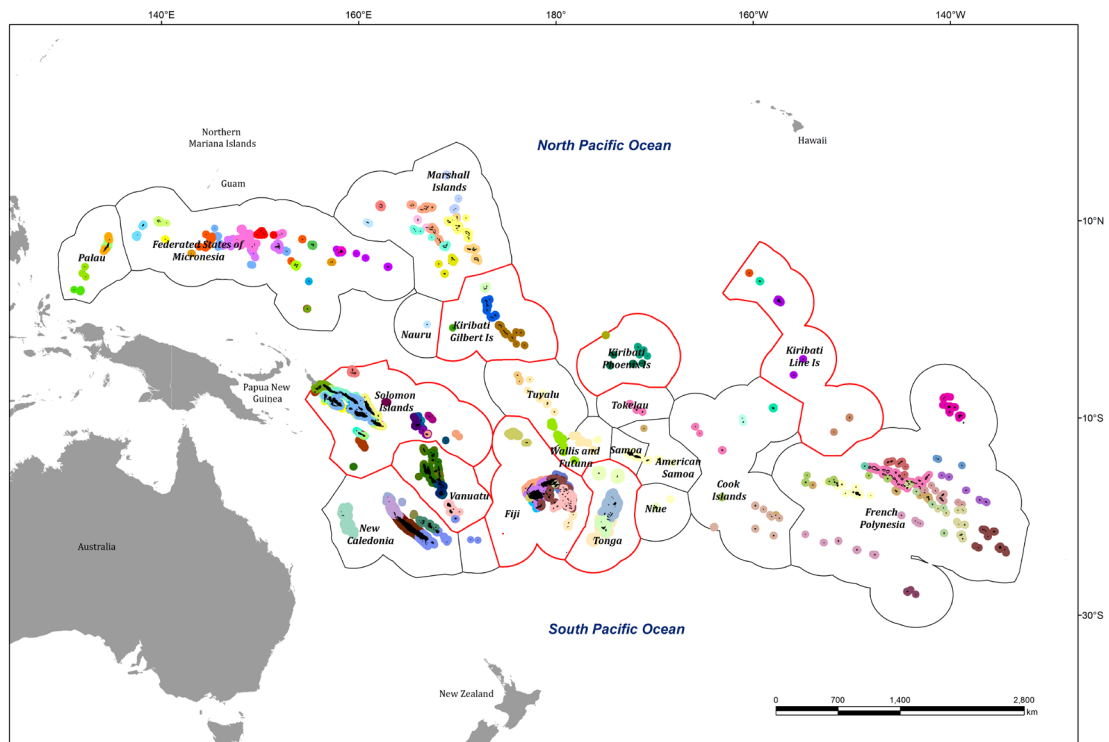 140°E 160°E 180° 160°W 140°W
Northern
Mariana Islands
North Pacific Ocean
Hawaii
Marshall
Islands
Guam
10°N
Federated States of
Micronesia
Palau
Nauru
Kiribati
Gilbert Is
Kiribati
Phoenix Is
Kiribati
Line Is
Papua New
Guinea
Solomon
Islands
Tuvalu
Tokelau
10°S
Wallis and
Futuna
Samoa
American
Samoa
Vanuatu
Cook
Islands
Fiji
Niue
French
Polynesia
New
Caledonia
Tonga
Australia
South Pacific Ocean
30°S
New Zealand
0 700 1,400 2,800
km